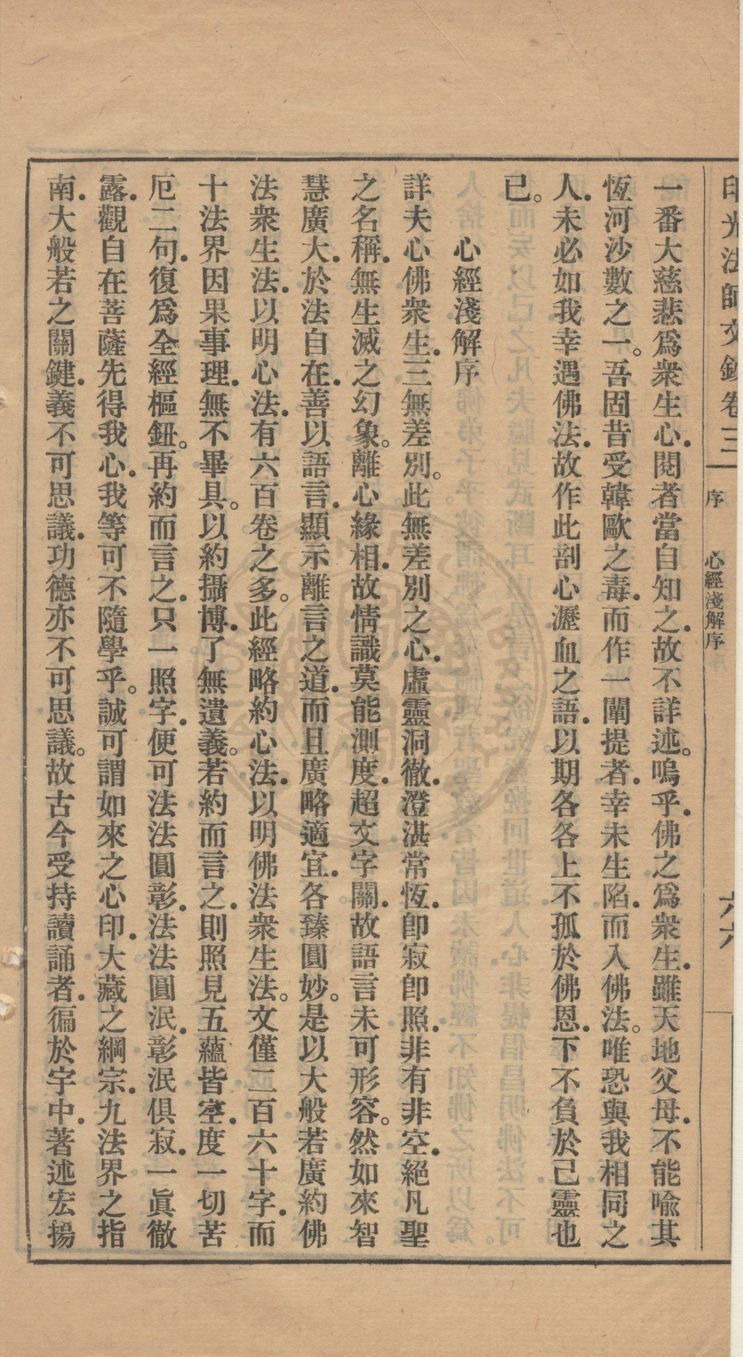 印光法師文鈔卷三 序 心經淺解序 六六
一番大慈悲爲衆生心。閱者當自知之。故不詳述。嗚乎。佛之爲衆生。雖天地父母。不能喻其
恆河沙數之一。吾固昔受韓歐之毒。而作一闡提者。幸未生陷。而入佛法。唯恐與我相同之
人。未必如我幸遇佛法。故作此剖心瀝血之語。以期各各上不孤於佛恩。下不負於己靈也
已。
心經淺解序
詳夫心佛衆生。三無差別。此無差別之心。虛靈洞徹。澄湛常恆。卽寂卽照。非有非空。絕凡聖
之名稱。無生滅之幻象。離心緣相。故情識莫能測度。超文字關。故語言未可形容。然如來智
慧廣大。於法自在。善以語言。顯示離言之道。而且廣略適宜。各臻圓妙。是以大般若廣約佛
法衆生法。以明心法。有六百卷之多。此經略約心法。以明佛法衆生法。文僅二百六十字。而
十法界因果事理。無不畢具。以約攝博。了無遺義。若約而言之。則照見五蘊皆空。度一切苦
厄二句。復爲全經樞鈕。再約而言之。只一照字。便可法法圓彰。法法圓泯。彰泯俱寂。一眞徹
露。觀自在菩薩先得我心。我等可不隨學乎。誠可謂如來之心印。大藏之綱宗。九法界之指
南。大般若之關鍵。義不可思議。功德亦不可思議。故古今受持讀誦者。徧於宇中。著述宏揚